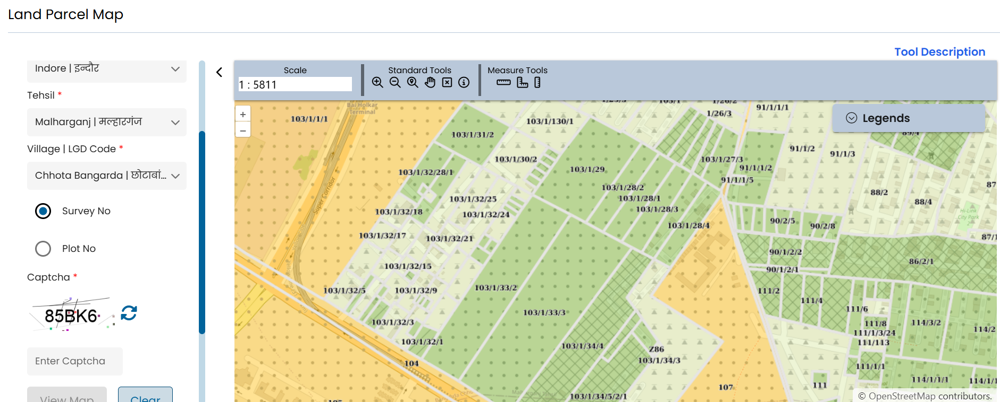 Land Parcel Map
Tool Description
Indore | इन्दौर
Tehsil *
Malharganj | मल्हारगंज
Village | LGD Code *
Chhota Bangarda | छोटाबां...
Survey No
Plot No
Captcha *
85BK6
Enter Captcha
View Map
Clear
Scale
1 : 5811
Standard Tools
Measure Tools
+
−
Legends
Bai Holkar
Terminal
103/1/1/1
103/1/31/2
103/1/130/1
1/26/2
1/26/3
91/1/1/1
89/4
103/1/30/2
91/1/2
91/1/3
103/1/27/3
103/1/32/28/1
103/1/29
91/1/1/2
91/1/1/5
103/1/28/2
88/2
103/1/32/25
103/1/28/1
88/4
103/1/32/18
103/1/32/24
103/1/28/3
Hi-Link
City Park
90/2/5
90/2/8
103/1/28/4
103/1/32/17
103/1/32/21
90/1/2/2
103/1/32/15
86/2/1
90/1/2/1
103/1/32/5
103/1/32/9
103/1/33/2
111/2
111/4
103/1/33/3
111/6
103/1/32/3
111/8
114/3/2
111/1/3/24
103/1/32/1
111/113
103/1/34/4
Z86
103/1/34/3
104
111/1/1
114/1/1/1
107
111
103/1/34/5/2/1
Super Corridor
© OpenStreetMap contributors.